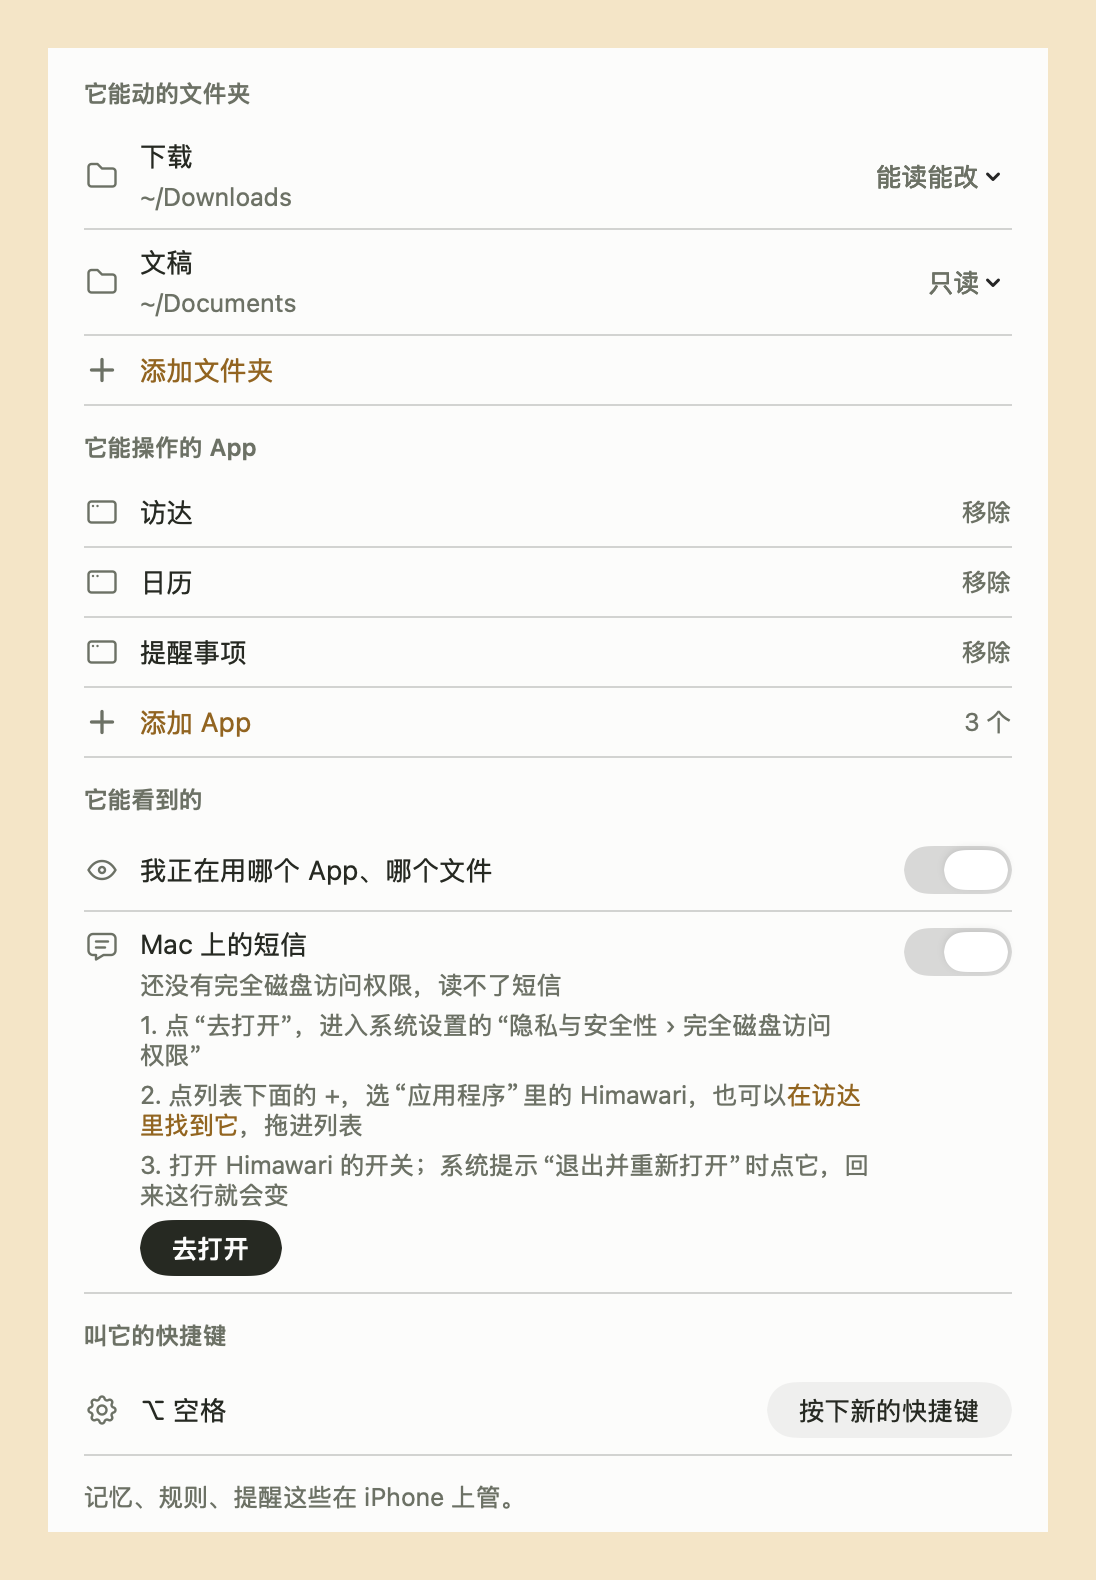 它能动的文件夹
下载
~/Downloads
能读能改
文稿
~/Documents
只读
添加文件夹
它能操作的 App
访达
移除
日历
移除
提醒事项
移除
添加 App
3 个
它能看到的
我正在用哪个 App、哪个文件
Mac 上的短信
还没有完全磁盘访问权限，读不了短信
1. 点“去打开”，进入系统设置的“隐私与安全性 › 完全磁盘访问
权限”
2. 点列表下面的 +，选“应用程序”里的 Himawari，也可以在访达
里找到它，拖进列表
3. 打开 Himawari 的开关；系统提示“退出并重新打开”时点它，回
来这行就会变
去打开
叫它的快捷键
⌥ 空格
按下新的快捷键
记忆、规则、提醒这些在 iPhone 上管。